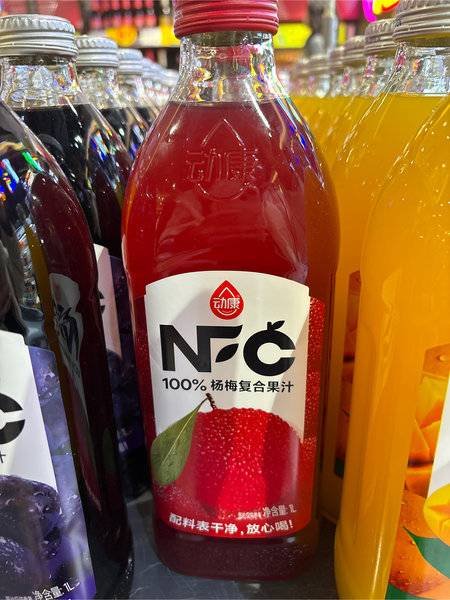 动康
动康
NFC
100% 杨梅复合果汁
净含量:1L
配料表干净,放心喝!